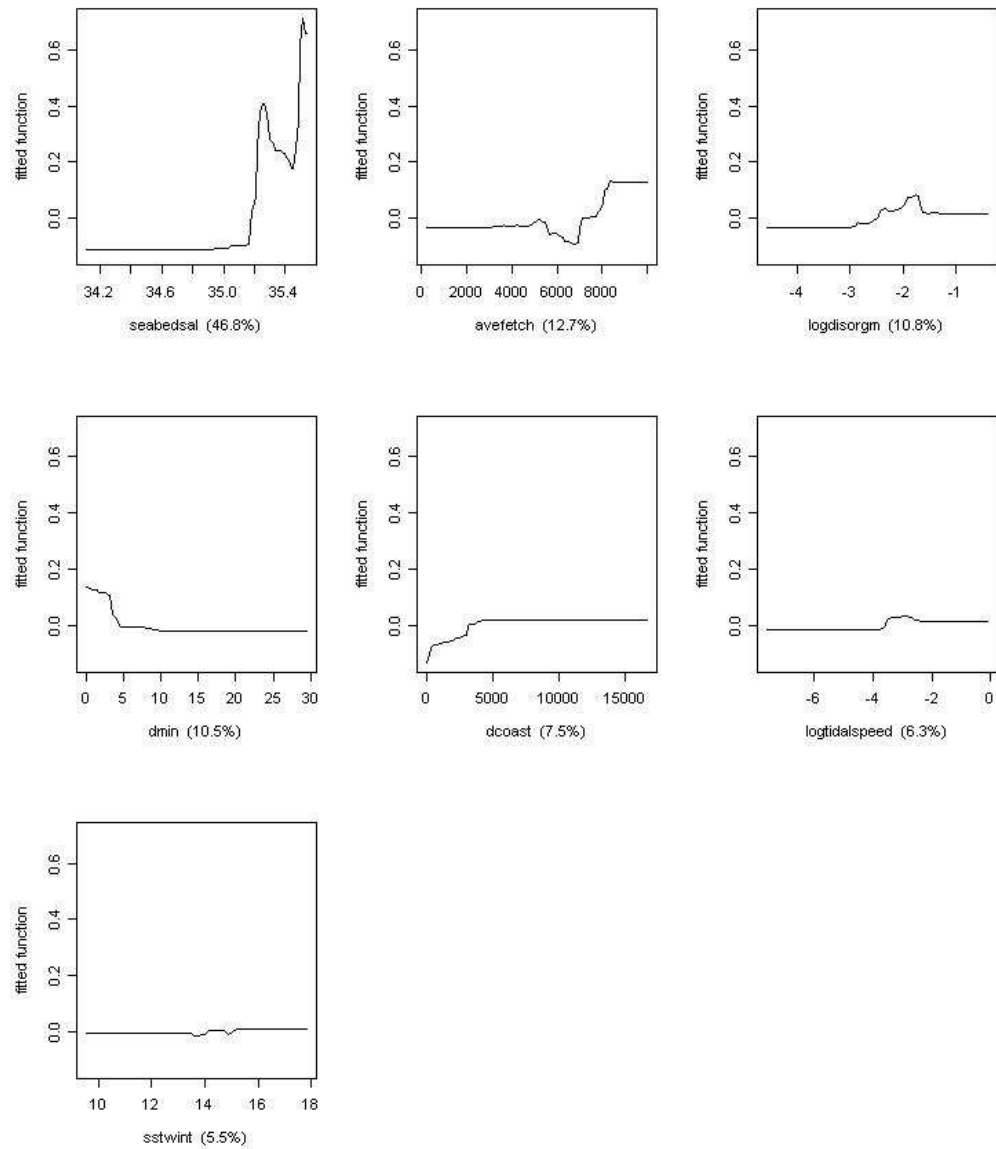 fitted function
0.0 0.2 0.4 0.6
34.2 34.6 35.0 35.4
seabedsal (46.8%)
fitted function
0.0 0.2 0.4 0.6
0 2000 4000 6000 8000
avefetch (12.7%)
fitted function
0.0 0.2 0.4 0.6
-4 -3 -2 -1
logdisorgm (10.8%)
fitted function
0.0 0.2 0.4 0.6
0 5 10 15 20 25 30
dmin (10.5%)
fitted function
0.0 0.2 0.4 0.6
0 5000 10000 15000
dcoast (7.5%)
fitted function
0.0 0.2 0.4 0.6
-6 -4 -2 0
logtidalspeed (6.3%)
fitted function
0.0 0.2 0.4 0.6
10 12 14 16 18
sstwint (5.5%)